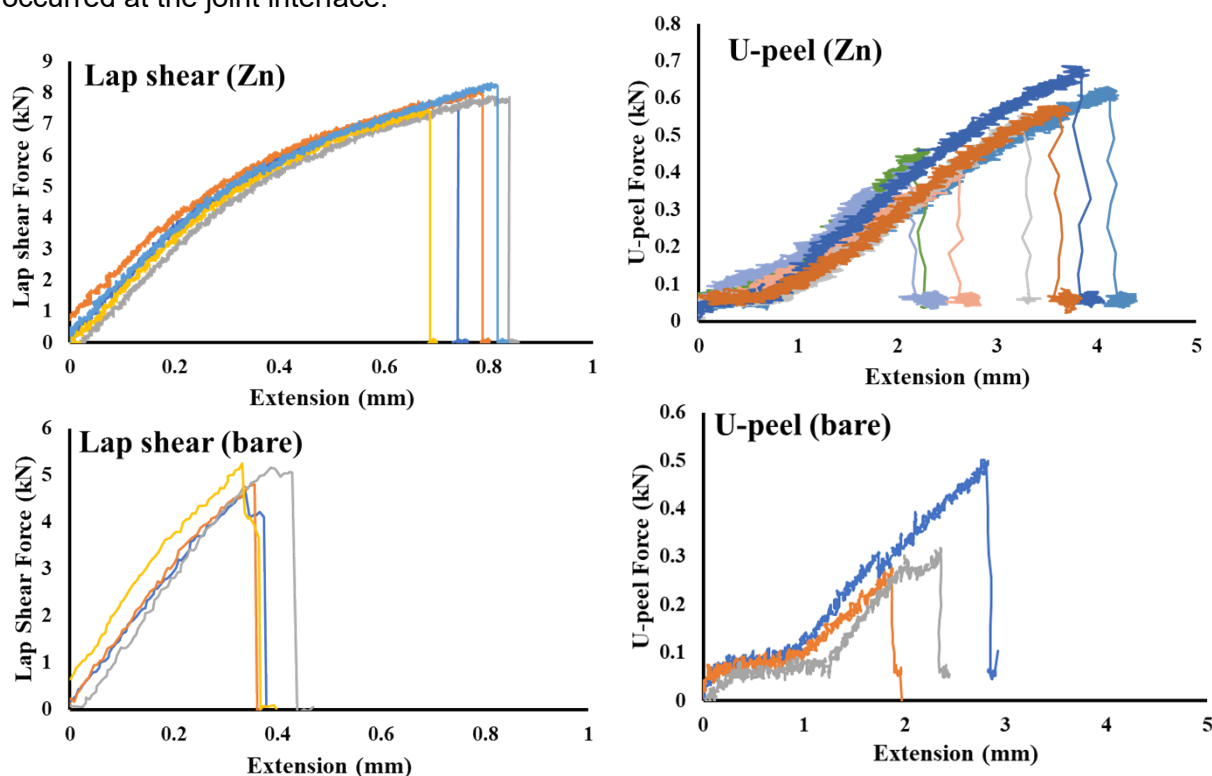 occurred at the joint interface.
Lap shear (Zn)
Lap shear Force (kN)
9
8
7
6
5
4
3
2
1
0
0 0.2 0.4 0.6 0.8 1
Extension (mm)
U-peel (Zn)
U-peel Force (kN)
0.8
0.7
0.6
0.5
0.4
0.3
0.2
0.1
0
0 1 2 3 4 5
Extension (mm)
Lap shear (bare)
Lap Shear Force (kN)
6
5
4
3
2
1
0
0 0.2 0.4 0.6 0.8 1
Extension (mm)
U-peel (bare)
U-peel Force (kN)
0.6
0.5
0.4
0.3
0.2
0.1
0
0 1 2 3 4 5
Extension (mm)